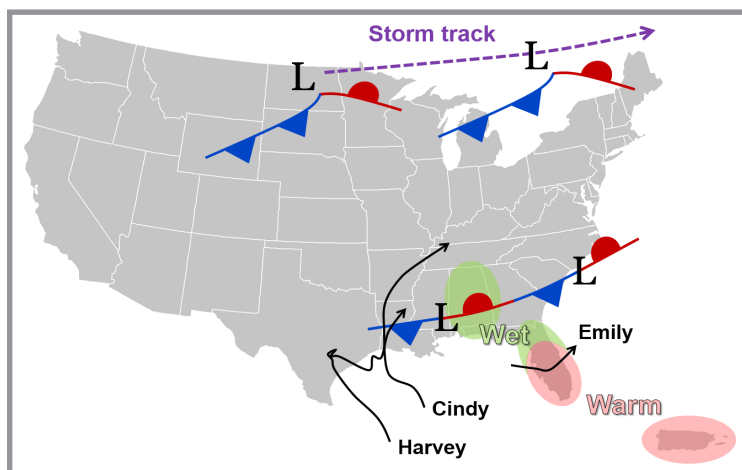 Storm track
L
L
L
L
Wet
Emily
Warm
Cindy
Harvey